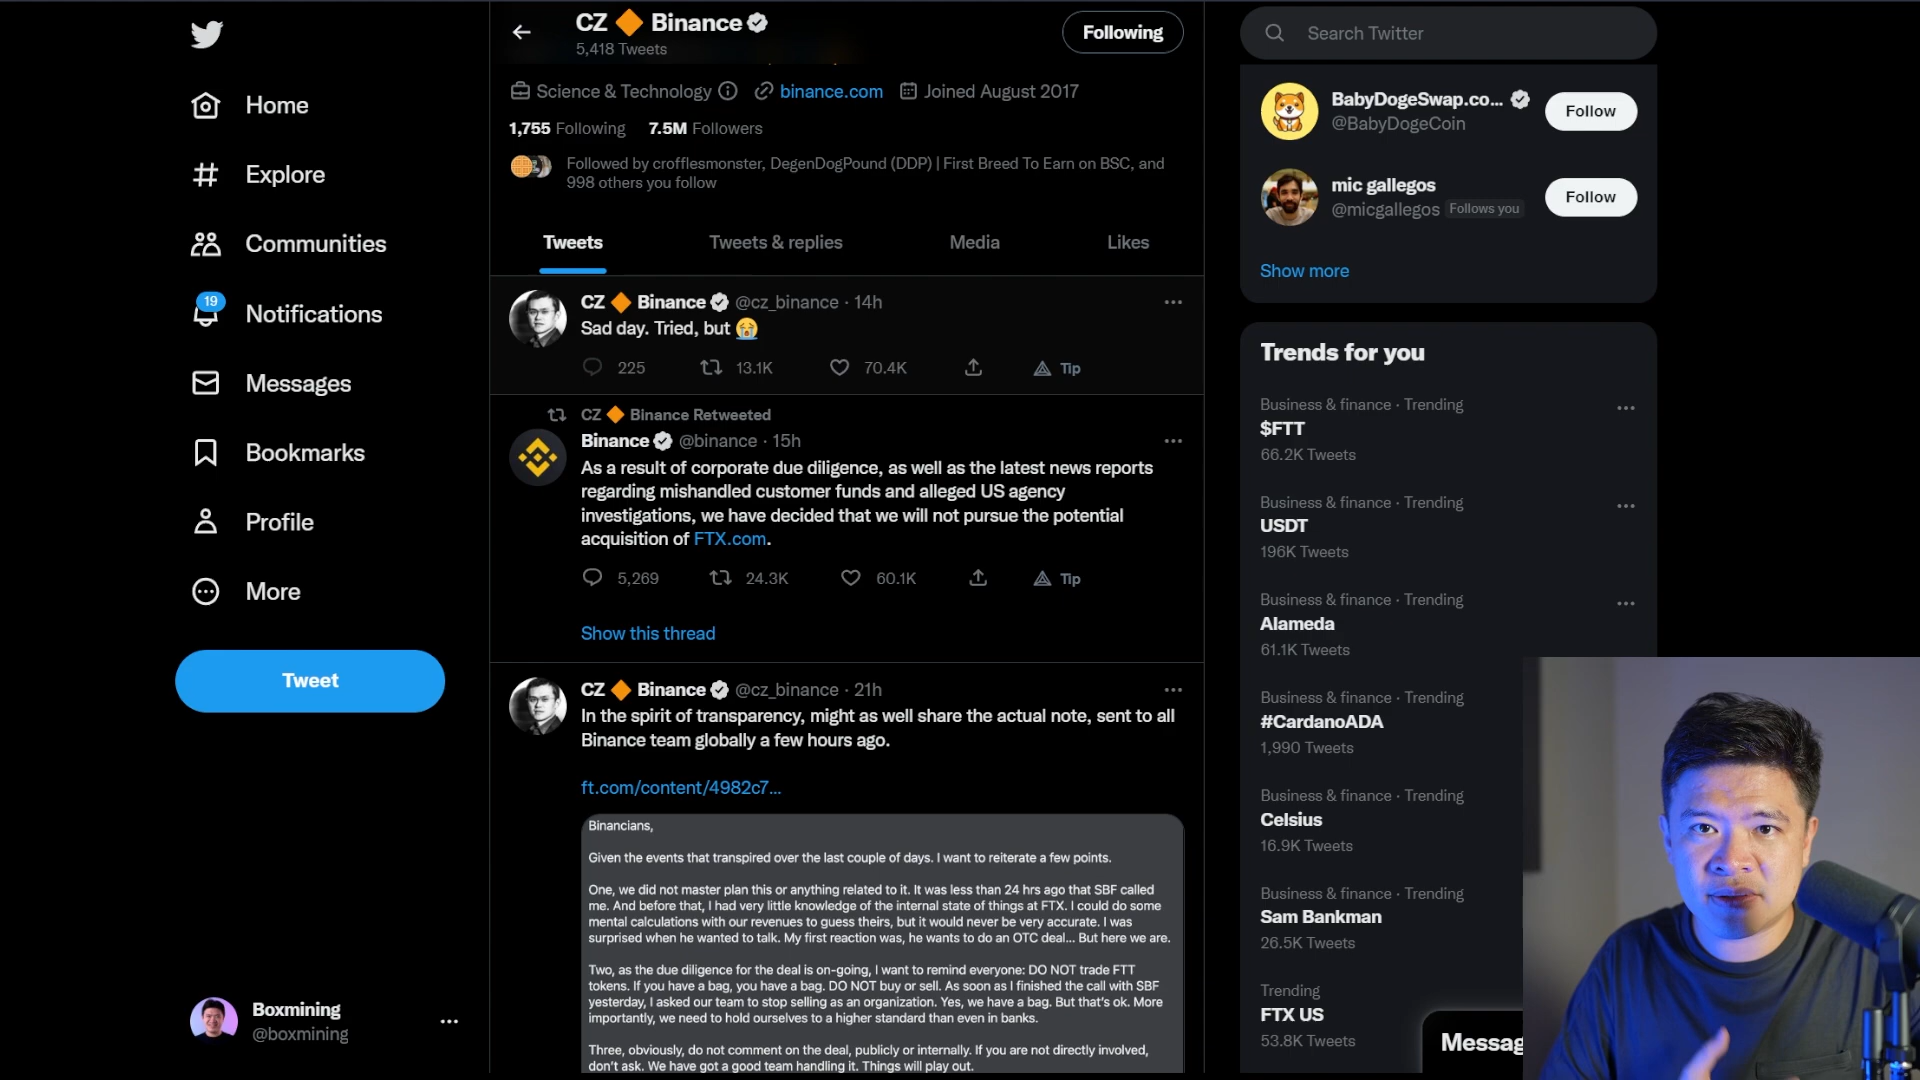 CZ 🔶 Binance
5,418 Tweets
Following
Search Twitter
Home
Explore
Communities
19
Notifications
Messages
Bookmarks
Profile
More
Tweet
Boxmining
@boxmining
Science & Technology binance.com Joined August 2017
1,755 Following 7.5M Followers
Followed by crofflesmonster, DegenDogPound (DDP) | First Breed To Earn on BSC, and
998 others you follow
Tweets Tweets & replies Media Likes
CZ 🔶 Binance @cz_binance · 14h
Sad day. Tried, but 😭
225 13.1K 70.4K Tip
CZ 🔶 Binance Retweeted
Binance @binance · 15h
As a result of corporate due diligence, as well as the latest news reports
regarding mishandled customer funds and alleged US agency
investigations, we have decided that we will not pursue the potential
acquisition of FTX.com.
5,269 24.3K 60.1K Tip
Show this thread
CZ 🔶 Binance @cz_binance · 21h
In the spirit of transparency, might as well share the actual note, sent to all
Binance team globally a few hours ago.
ft.com/content/4982c7...
Binancians,
Given the events that transpired over the last couple of days. I want to reiterate a few points.
One, we did not master plan this or anything related to it. It was less than 24 hrs ago that SBF called
me. And before that, I had very little knowledge of the internal state of things at FTX. I could do some
mental calculations with our revenues to guess theirs, but it would never be very accurate. I was
surprised when he wanted to talk. My first reaction was, he wants to do an OTC deal... But here we are.
Two, as the due diligence for the deal is on-going, I want to remind everyone: DO NOT trade FTT
tokens. If you have a bag, you have a bag. DO NOT buy or sell. As soon as I finished the call with SBF
yesterday, I asked our team to stop selling as an organization. Yes, we have a bag. But that's ok. More
importantly, we need to hold ourselves to a higher standard than even in banks.
Three, obviously, do not comment on the deal, publicly or internally. If you are not directly involved,
don't ask. We have got a good team handling it. Things will play out.
BabyDogeSwap.co...
@BabyDogeCoin
Follow
mic gallegos
@micgallegos Follows you
Follow
Show more
Trends for you
Business & finance · Trending
$FTT
66.2K Tweets
Business & finance · Trending
USDT
196K Tweets
Business & finance · Trending
Alameda
61.1K Tweets
Business & finance · Trending
#CardanoADA
1,990 Tweets
Business & finance · Trending
Celsius
16.9K Tweets
Business & finance · Trending
Sam Bankman
26.5K Tweets
Trending
FTX US
53.8K Tweets
Messag